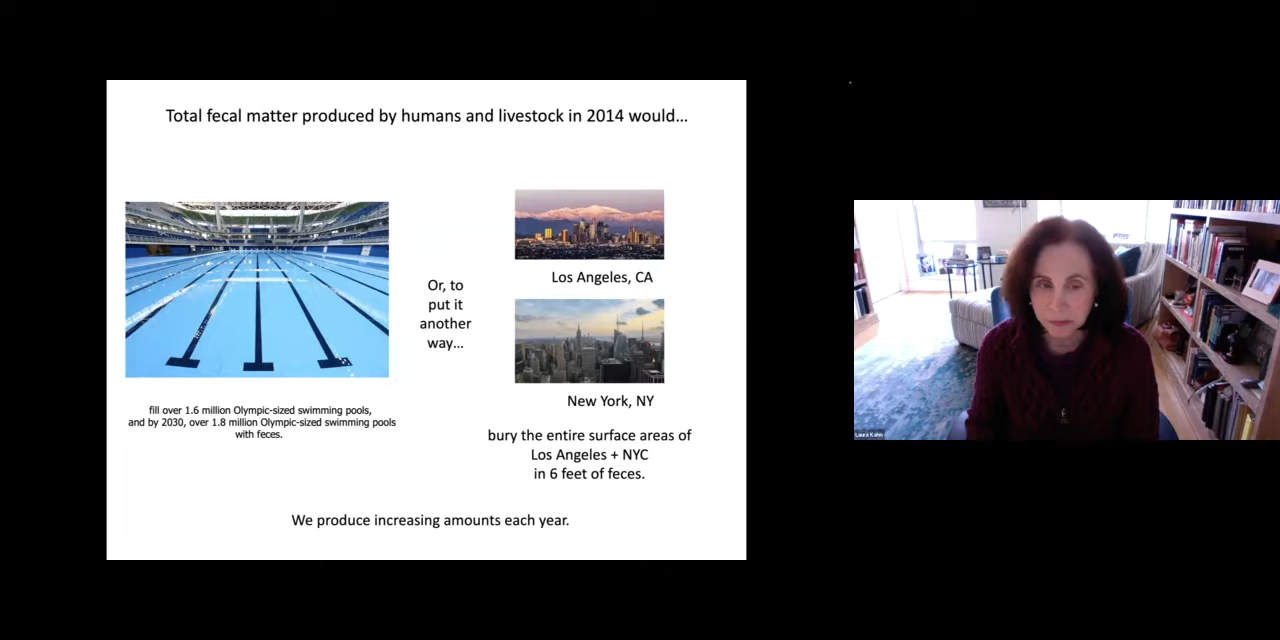 Total fecal matter produced by humans and livestock in 2014 would...
Or, to
put it
another
way...
Los Angeles, CA
New York, NY
fill over 1.6 million Olympic-sized swimming pools,
and by 2030, over 1.8 million Olympic-sized swimming pools
with feces.
bury the entire surface areas of
Los Angeles + NYC
in 6 feet of feces.
We produce increasing amounts each year.
Laura Kahn